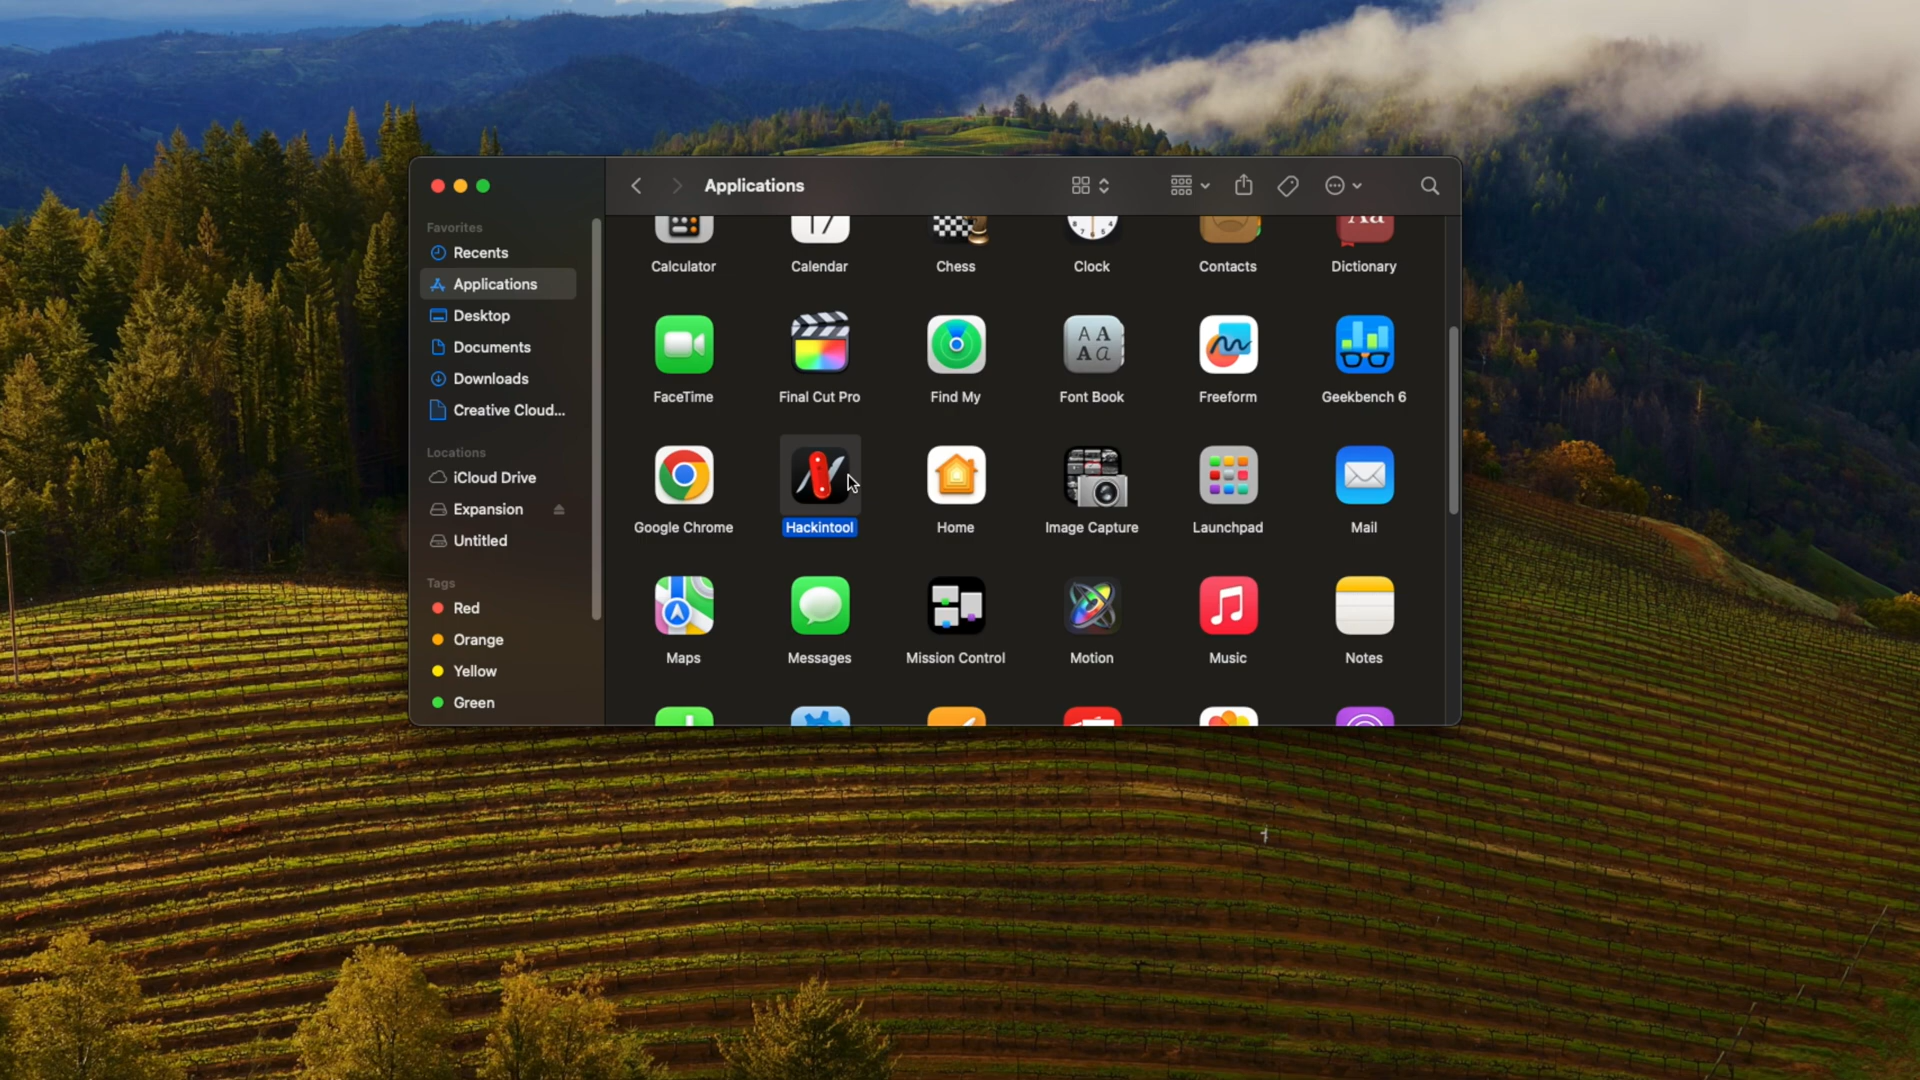 Applications
Favorites
Recents
Applications
Desktop
Documents
Downloads
Creative Cloud...
Locations
iCloud Drive
Expansion
Untitled
Tags
Red
Orange
Yellow
Green
17
Aa
Calculator Calendar Chess Clock Contacts Dictionary
A A
A a
FaceTime Final Cut Pro Find My Font Book Freeform Geekbench 6
Google Chrome Hackintool Home Image Capture Launchpad Mail
Maps Messages Mission Control Motion Music Notes